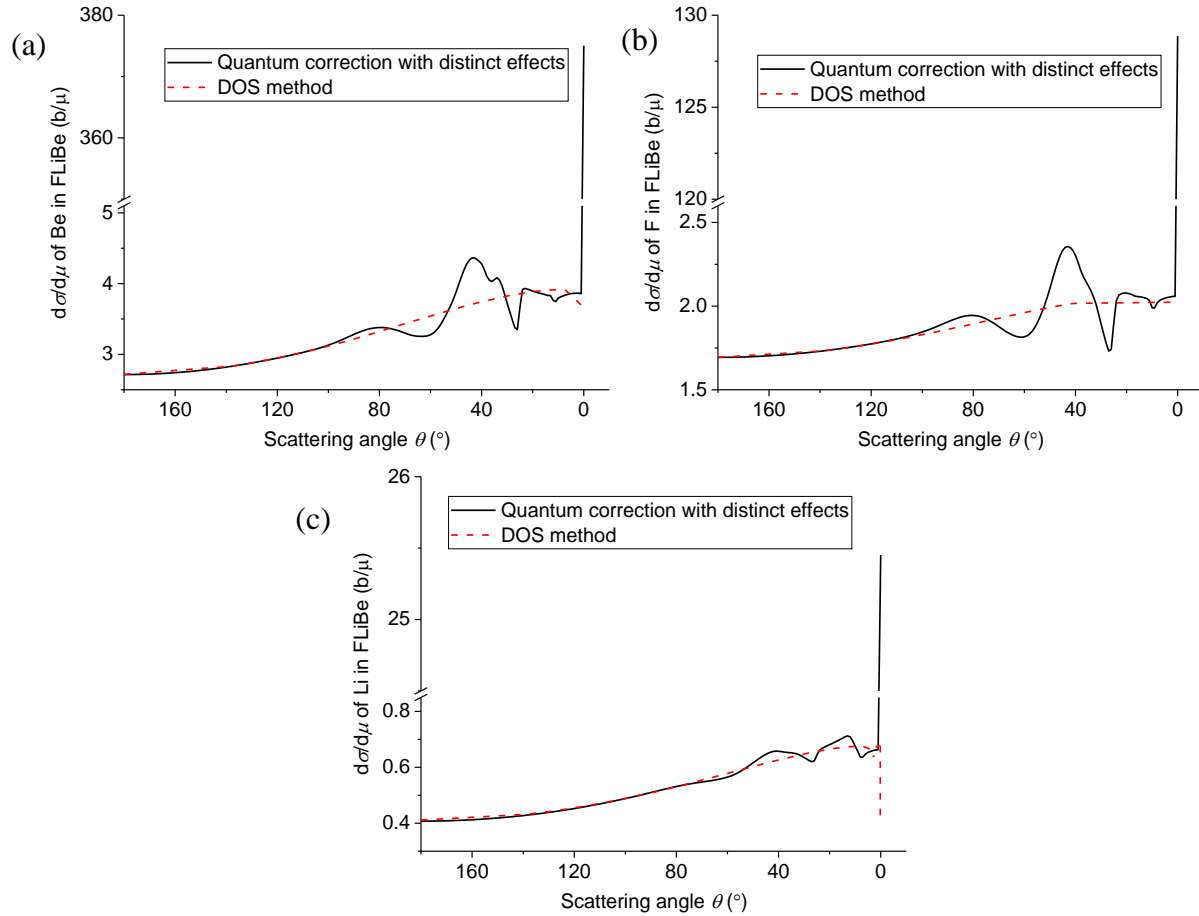 (a)
380
360
5
4
3
dσ/dμ of Be in FLiBe (b/μ)
Quantum correction with distinct effects
DOS method
160 120 80 40 0
Scattering angle θ (°)
(b)
130
120
2.5
2.0
1.5
dσ/dμ of F in FLiBe (b/μ)
Quantum correction with distinct effects
DOS method
160 120 80 40 0
Scattering angle θ (°)
(c)
26
25
0.8
0.6
0.4
dσ/dμ of Li in FLiBe (b/μ)
Quantum correction with distinct effects
DOS method
160 120 80 40 0
Scattering angle θ (°)